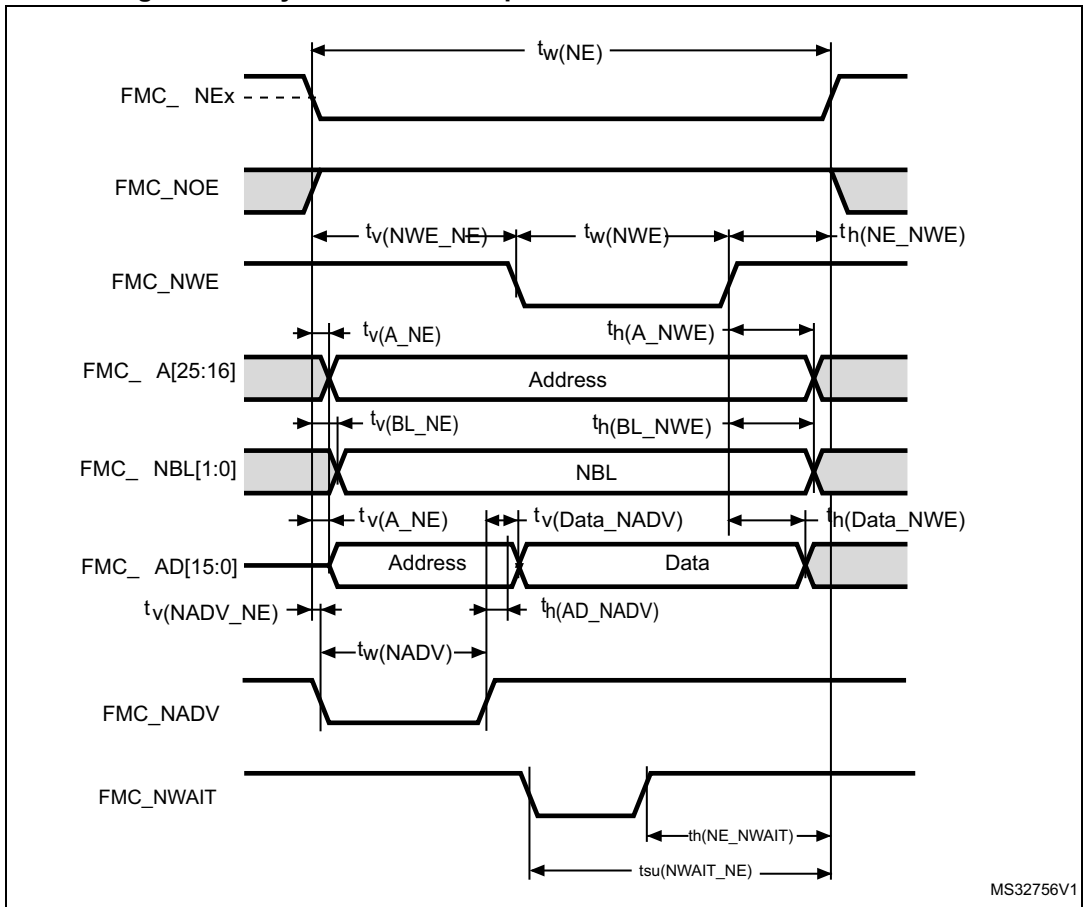 tw(NE)
FMC_ NEx
FMC_NOE
tv(NWE_NE)
tw(NWE)
th(NE_NWE)
FMC_NWE
tv(A_NE)
th(A_NWE)
FMC_ A[25:16]
Address
tv(BL_NE)
th(BL_NWE)
FMC_ NBL[1:0]
NBL
tv(A_NE)
tv(Data_NADV)
th(Data_NWE)
FMC_ AD[15:0]
Address
Data
tv(NADV_NE)
th(AD_NADV)
tw(NADV)
FMC_NADV
FMC_NWAIT
th(NE_NWAIT)
tsu(NWAIT_NE)
MS32756V1